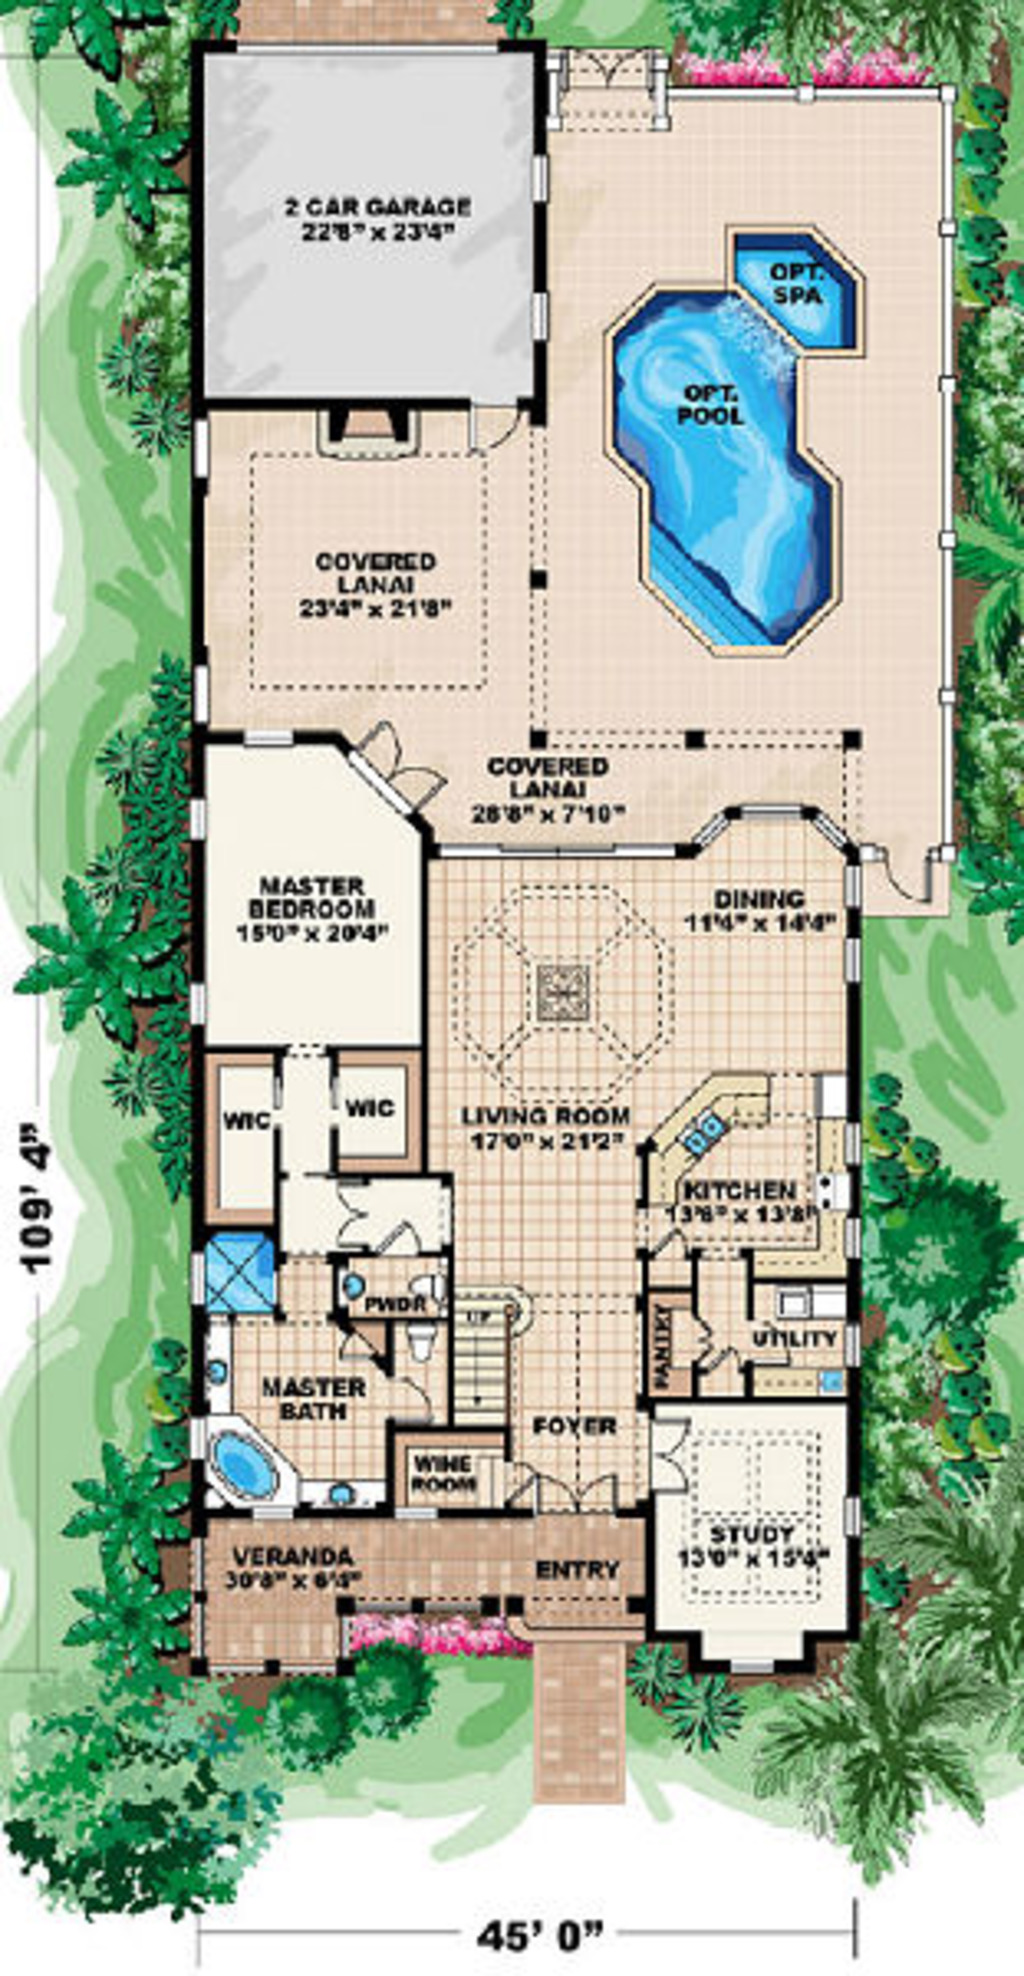 2 CAR GARAGE
22'8" x 23'4"
OPT.
SPA
OPT.
POOL
COVERED
LANAI
23'4" x 21'8"
COVERED
LANAI
28'8" x 7'10"
MASTER
BEDROOM
15'0" x 20'4"
DINING
11'4" x 14'4"
WIC
WIC
LIVING ROOM
17'0" x 21'2"
KITCHEN
13'6" x 13'8"
109' 4"
PWDR
UP
PANTRY
UTILITY
MASTER
BATH
FOYER
WINE
ROOM
STUDY
13'0" x 15'4"
VERANDA
30'8" x 6'4"
ENTRY
45' 0"